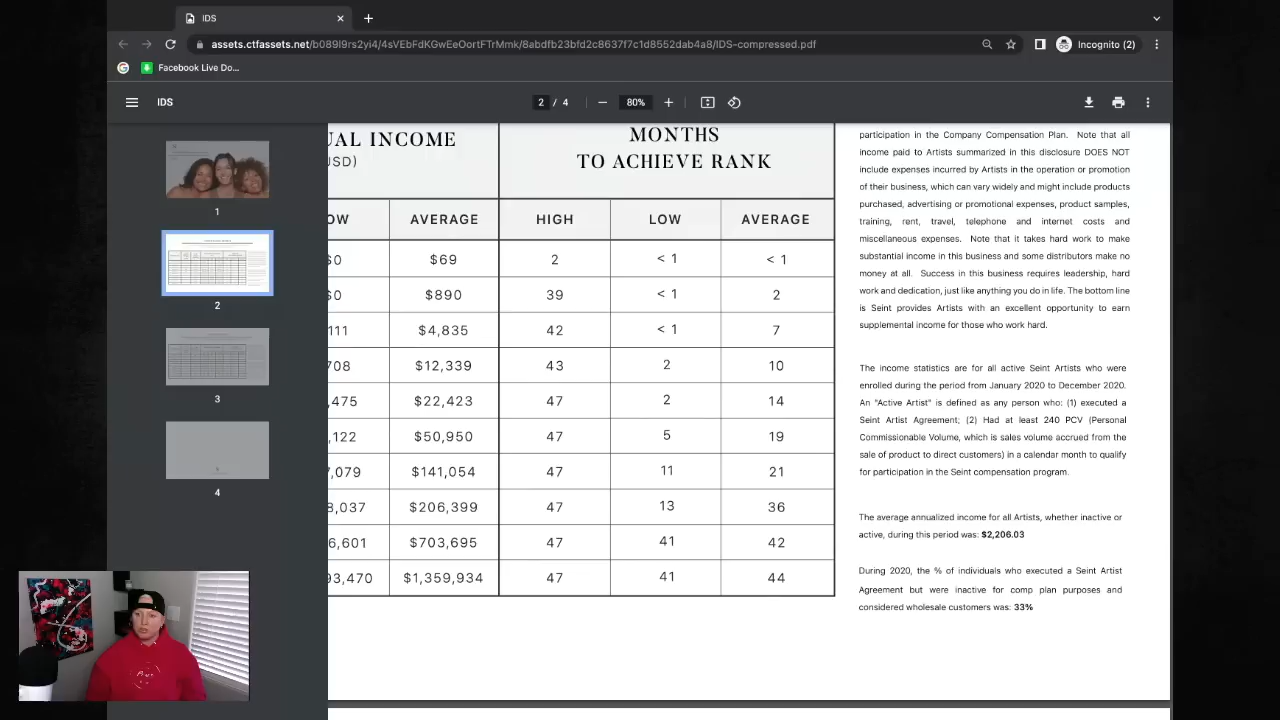 IDS
assets.ctfassets.net/b089l9rs2yi4/4sVEbFdKGwEeOortFTrMmk/8abdfb23bfd2c8637f7c1d8552dab4a8/IDS-compressed.pdf
Incognito (2)
Facebook Live Do...
IDS
2 / 4
80%
1
2
3
4
UAL INCOME
USD)
MONTHS
TO ACHIEVE RANK
OW AVERAGE HIGH LOW AVERAGE
$0 $69 2 < 1 < 1
$0 $890 39 < 1 2
111 $4,835 42 < 1 7
708 $12,339 43 2 10
,475 $22,423 47 2 14
,122 $50,950 47 5 19
7,079 $141,054 47 11 21
8,037 $206,399 47 13 36
6,601 $703,695 47 41 42
93,470 $1,359,934 47 41 44
participation in the Company Compensation Plan. Note that all
income paid to Artists summarized in this disclosure DOES NOT
include expenses incurred by Artists in the operation or promotion
of their business, which can vary widely and might include products
purchased, advertising or promotional expenses, product samples,
training, rent, travel, telephone and internet costs and
miscellaneous expenses. Note that it takes hard work to make
substantial income in this business and some distributors make no
money at all. Success in this business requires leadership, hard
work and dedication, just like anything you do in life. The bottom line
is Seint provides Artists with an excellent opportunity to earn
supplemental income for those who work hard.
The income statistics are for all active Seint Artists who were
enrolled during the period from January 2020 to December 2020.
An "Active Artist" is defined as any person who: (1) executed a
Seint Artist Agreement; (2) Had at least 240 PCV (Personal
Commissionable Volume, which is sales volume accrued from the
sale of product to direct customers) in a calendar month to qualify
for participation in the Seint compensation program.
The average annualized income for all Artists, whether inactive or
active, during this period was: $2,206.03
During 2020, the % of individuals who executed a Seint Artist
Agreement but were inactive for comp plan purposes and
considered wholesale customers was: 33%